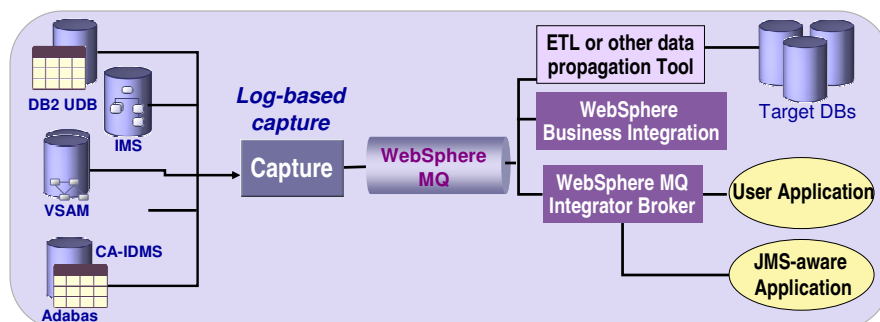 DB2 UDB
IMS
VSAM
CA-IDMS
Adabas
Log-based
capture
Capture
WebSphere
MQ
ETL or other data
propagation Tool
WebSphere
Business Integration
WebSphere MQ
Integrator Broker
Target DBs
User Application
JMS-aware
Application